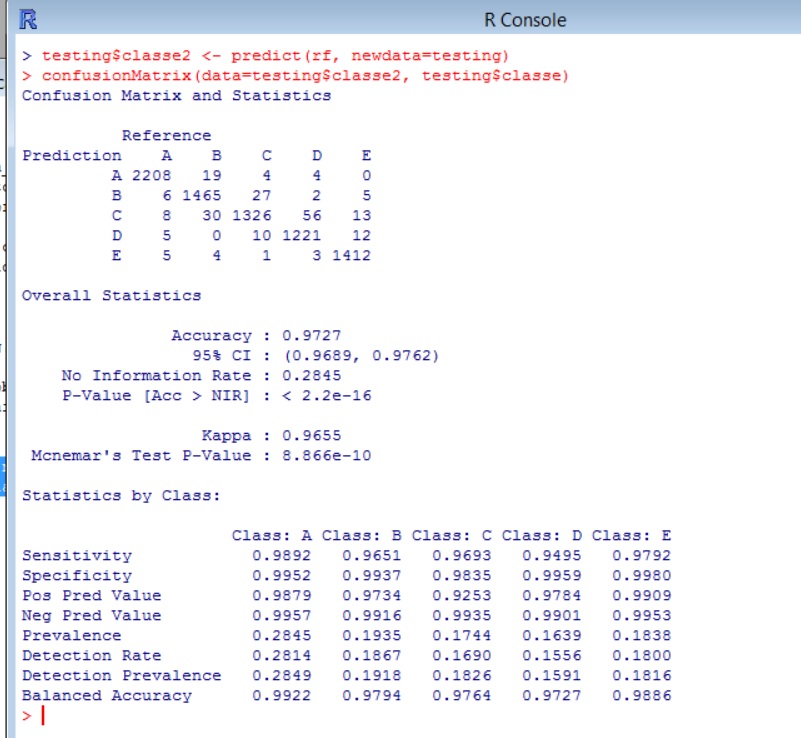 R Console
> testing$classe2 <- predict(rf, newdata=testing)
> confusionMatrix(data=testing$classe2, testing$classe)
Confusion Matrix and Statistics
Reference
Prediction A B C D E
A 2208 19 4 4 0
B 6 1465 27 2 5
C 8 30 1326 56 13
D 5 0 10 1221 12
E 5 4 1 3 1412
Overall Statistics
Accuracy : 0.9727
95% CI : (0.9689, 0.9762)
No Information Rate : 0.2845
P-Value [Acc > NIR] : < 2.2e-16
Kappa : 0.9655
Mcnemar's Test P-Value : 8.866e-10
Statistics by Class:
Class: A Class: B Class: C Class: D Class: E
Sensitivity 0.9892 0.9651 0.9693 0.9495 0.9792
Specificity 0.9952 0.9937 0.9835 0.9959 0.9980
Pos Pred Value 0.9879 0.9734 0.9253 0.9784 0.9909
Neg Pred Value 0.9957 0.9916 0.9935 0.9901 0.9953
Prevalence 0.2845 0.1935 0.1744 0.1639 0.1838
Detection Rate 0.2814 0.1867 0.1690 0.1556 0.1800
Detection Prevalence 0.2849 0.1918 0.1826 0.1591 0.1816
Balanced Accuracy 0.9922 0.9794 0.9764 0.9727 0.9886
>